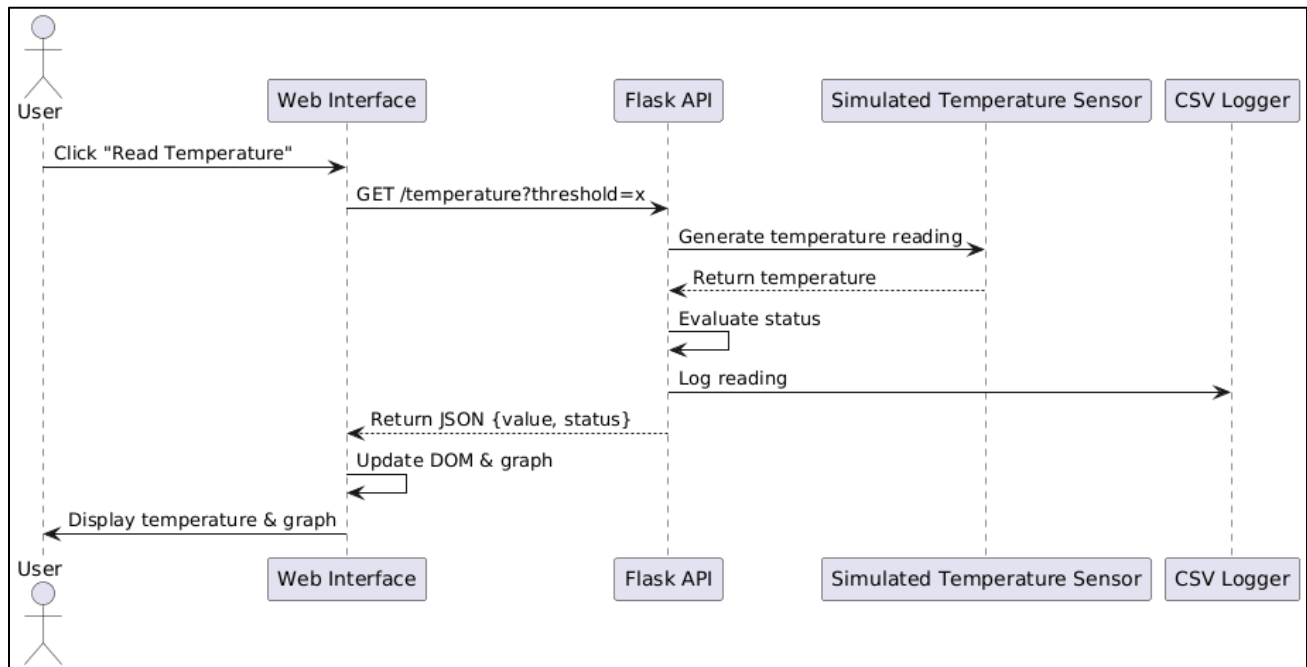 User
Web Interface
Flask API
Simulated Temperature Sensor
CSV Logger
Click "Read Temperature"
GET /temperature?threshold=x
Generate temperature reading
Return temperature
Evaluate status
Log reading
Return JSON {value, status}
Update DOM & graph
Display temperature & graph
User
Web Interface
Flask API
Simulated Temperature Sensor
CSV Logger